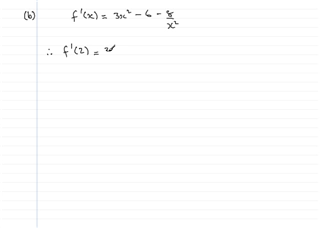 (b) f'(x) = 3x² - 6 - 8/x²
∴ f'(2) =